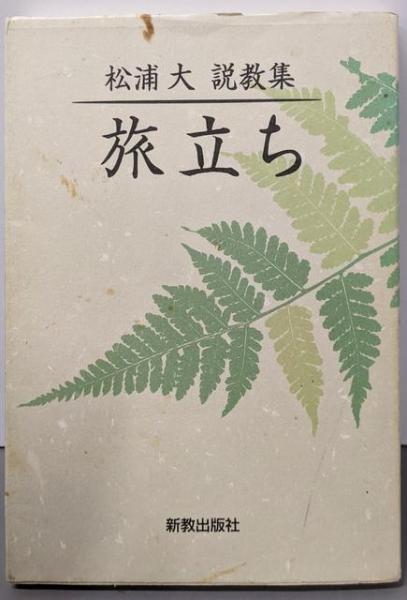 松浦 大 説教集
旅立ち
新教出版社